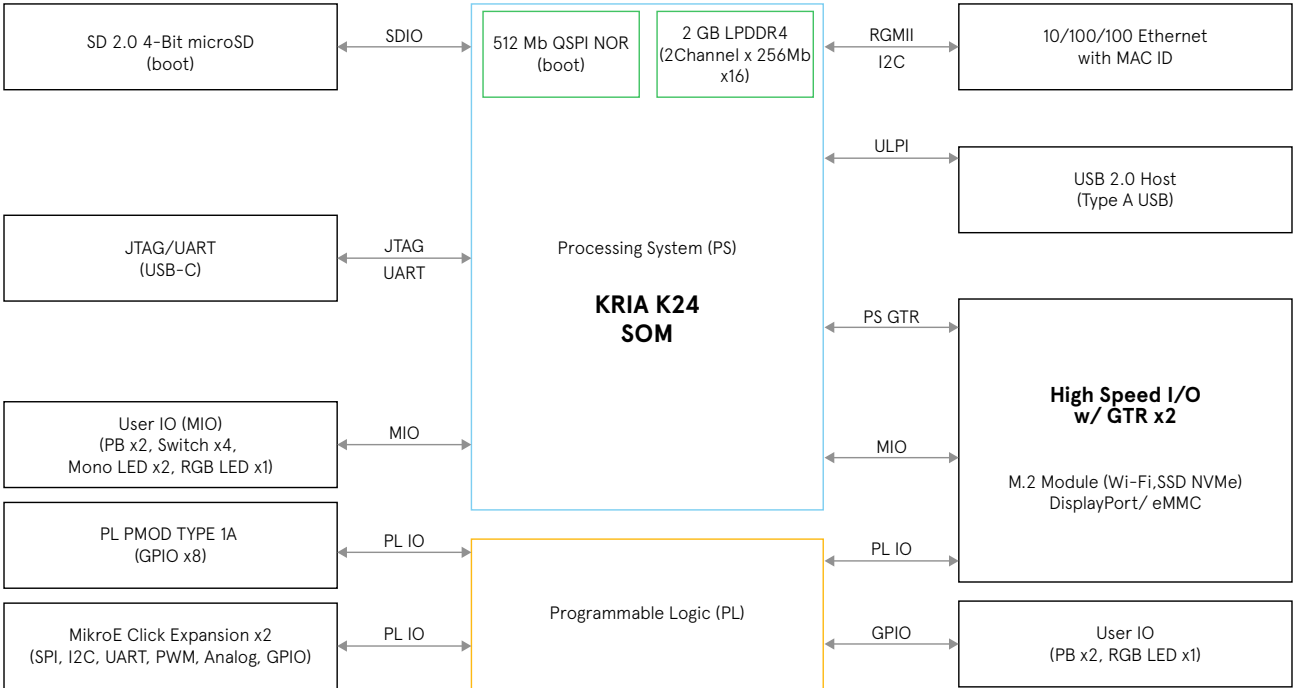 SD 2.0 4-Bit microSD
(boot)
SDIO
512 Mb QSPI NOR
(boot)
2 GB LPDDR4
(2Channel x 256Mb
x16)
RGMII
I2C
10/100/100 Ethernet
with MAC ID
ULPI
USB 2.0 Host
(Type A USB)
JTAG/UART
(USB-C)
JTAG
UART
Processing System (PS)
KRIA K24
SOM
PS GTR
High Speed I/O
w/ GTR x2
M.2 Module (Wi-Fi,SSD NVMe)
DisplayPort/ eMMC
User IO (MIO)
(PB x2, Switch x4,
Mono LED x2, RGB LED x1)
MIO
MIO
PL PMOD TYPE 1A
(GPIO x8)
PL IO
PL IO
MikroE Click Expansion x2
(SPI, I2C, UART, PWM, Analog, GPIO)
PL IO
Programmable Logic (PL)
GPIO
User IO
(PB x2, RGB LED x1)